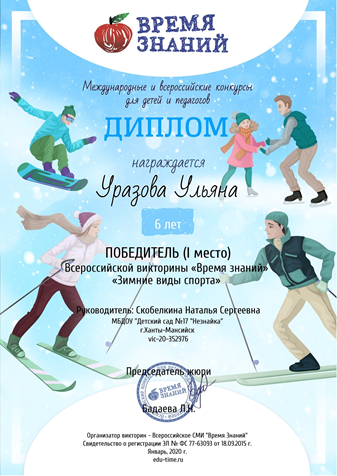 ВРЕМЯ
ЗНАНИЙ
Международные и всероссийские конкурсы
для детей и педагогов
ДИПЛОМ
награждается
Уразова Ульяна
6 лет
ПОБЕДИТЕЛЬ (I место)
Всероссийской викторины «Время знаний»
«Зимние виды спорта»
Руководитель: Скобелкина Наталья Сергеевна
МБДОУ "Детский сад №17 "Незнайка"
г.Ханты-Мансийск
vic-20-352976
Председатель жюри
ВРЕМЯ
ЗНАНИЙ
Бадаева Л.Н.
Организатор викторин - Всероссийское СМИ "Время Знаний"
Свидетельство о регистрации ЭЛ № ФС 77-63093 от 18.09.2015 г.
Январь, 2020 г.
edu-time.ru